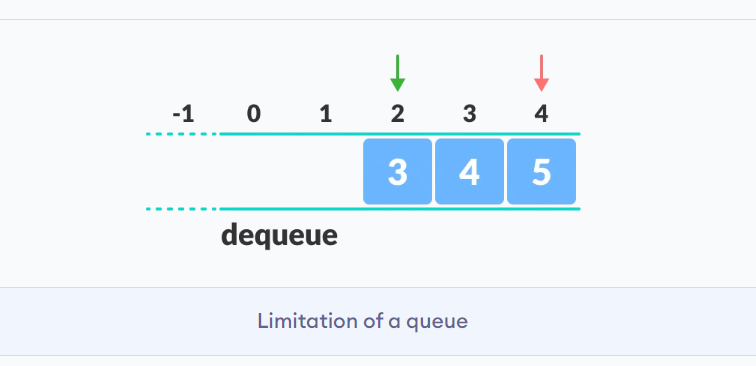 -1 0 1 2 3 4
3 4 5
dequeue
Limitation of a queue